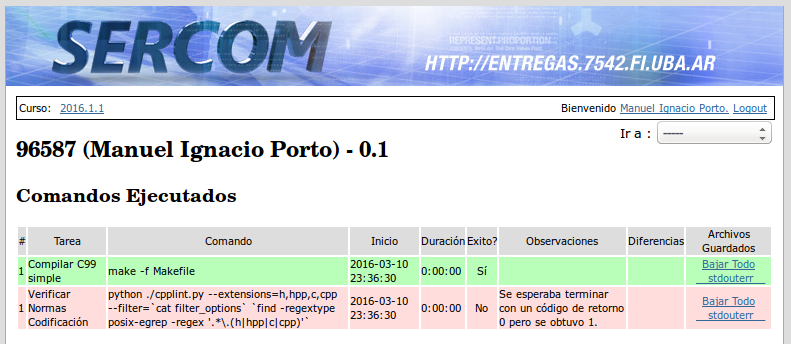 SERCOM
REPRESENT.PROPORTION
HTTP://ENTREGAS.7542.FI.UBA.AR
Curso: 2016.1.1
Bienvenido Manuel Ignacio Porto. Logout
Ir a : -----
96587 (Manuel Ignacio Porto) - 0.1
Comandos Ejecutados
# Tarea Comando Inicio Duración Exito? Observaciones Diferencias Archivos
Guardados
1 Compilar C99
simple
make -f Makefile
2016-03-10
23:36:30
0:00:00
Sí
Bajar Todo
stdouterr
1 Verificar
Normas
Codificación
python ./cpplint.py --extensions=h,hpp,c,cpp
--filter=`cat filter_options` `find -regextype
posix-egrep -regex '.*\.(h|hpp|c|cpp)'`
2016-03-10
23:36:30
0:00:00
No
Se esperaba terminar
con un código de retorno
0 pero se obtuvo 1.
Bajar Todo
stdouterr